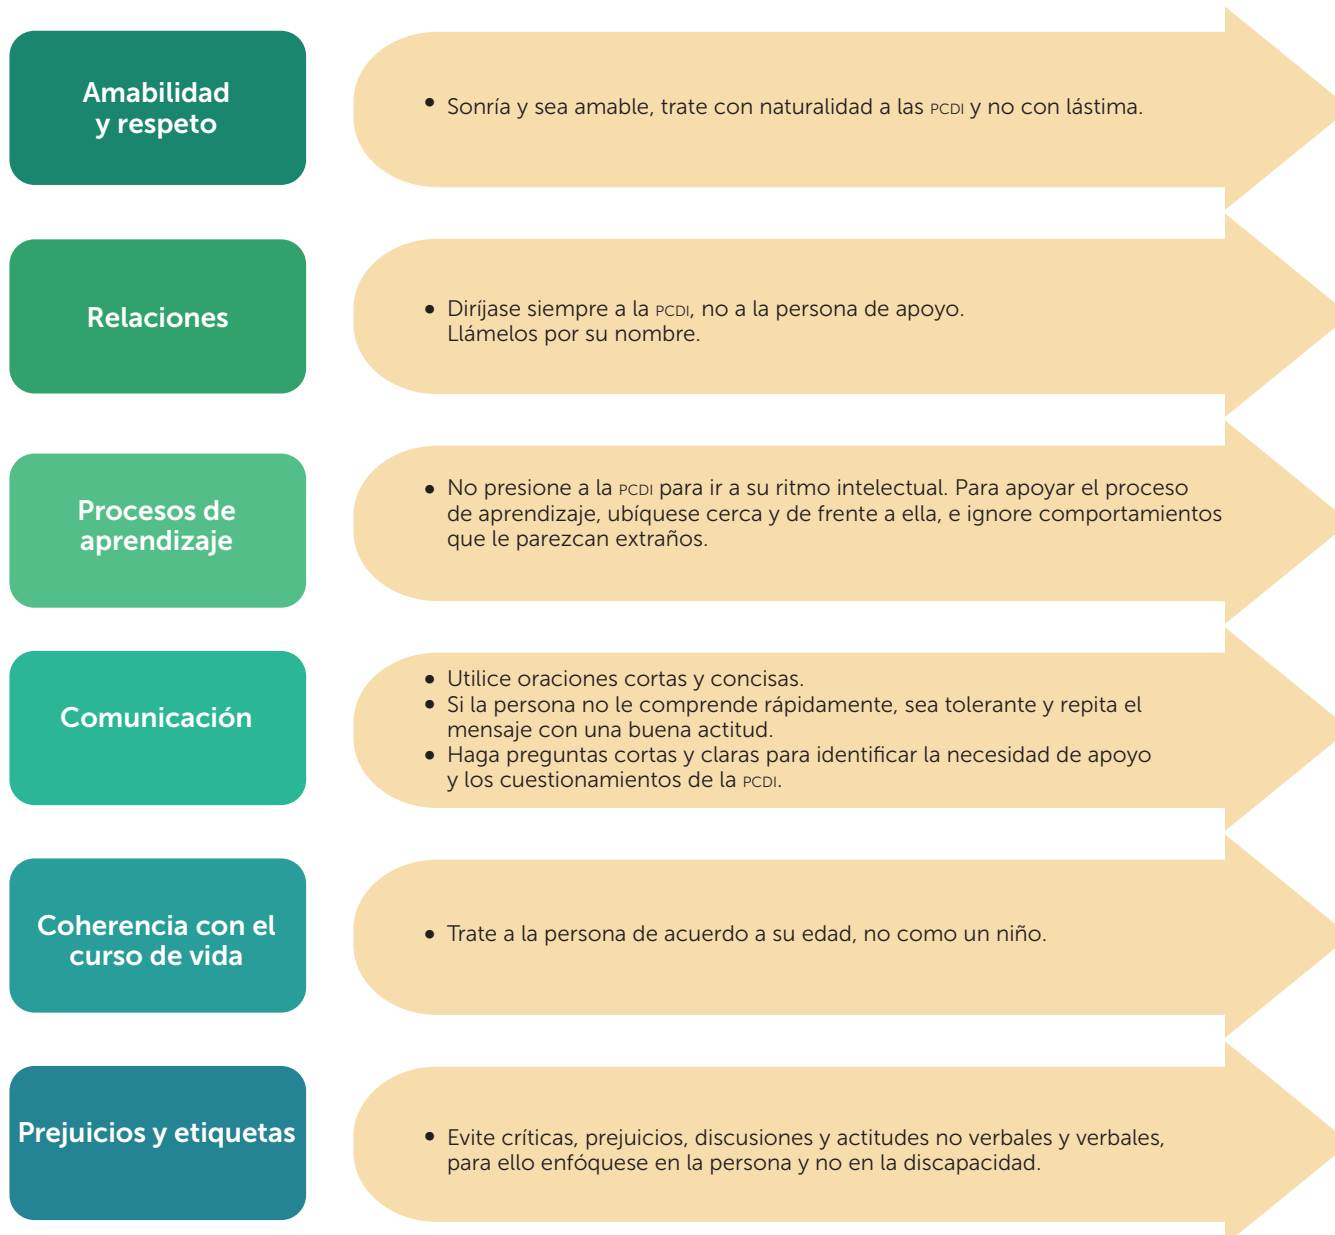 Amabilidad
y respeto
• Sonría y sea amable, trate con naturalidad a las PCDI y no con lástima.
Relaciones
• Diríjase siempre a la PCDI, no a la persona de apoyo.
Llámelos por su nombre.
Procesos de
aprendizaje
• No presione a la PCDI para ir a su ritmo intelectual. Para apoyar el proceso
de aprendizaje, ubíquese cerca y de frente a ella, e ignore comportamientos
que le parezcan extraños.
Comunicación
• Utilice oraciones cortas y concisas.
• Si la persona no le comprende rápidamente, sea tolerante y repita el
mensaje con una buena actitud.
• Haga preguntas cortas y claras para identificar la necesidad de apoyo
y los cuestionamientos de la PCDI.
Coherencia con el
curso de vida
• Trate a la persona de acuerdo a su edad, no como un niño.
Prejuicios y etiquetas
• Evite críticas, prejuicios, discusiones y actitudes no verbales y verbales,
para ello enfóquese en la persona y no en la discapacidad.